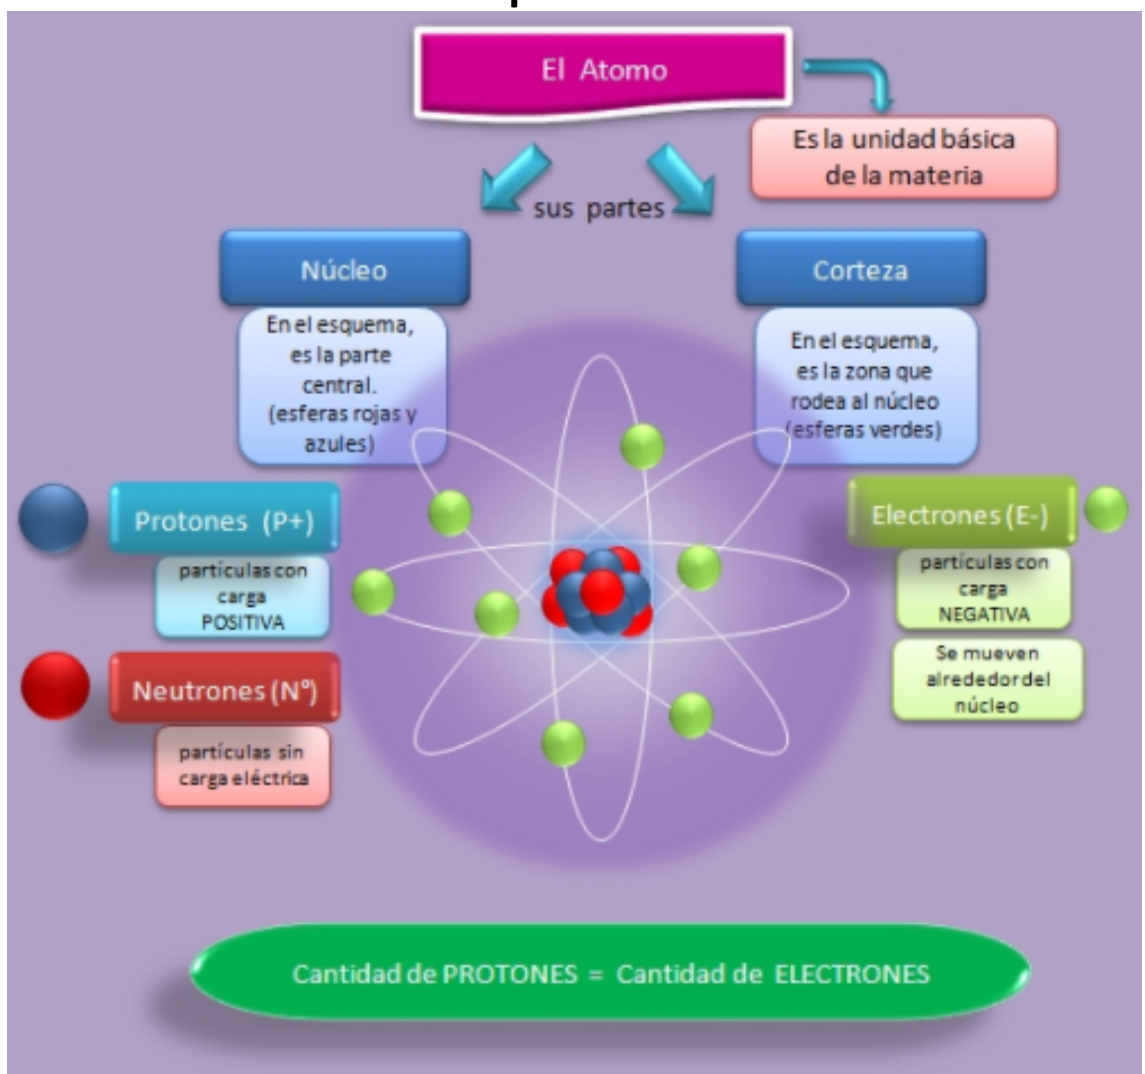 El Atomo
Es la unidad básica
de la materia
sus partes
Núcleo
En el esquema,
es la parte
central.
(esferas rojas y
azules)
Corteza
En el esquema,
es la zona que
rodea al núcleo
(esferas verdes)
Protones (P+)
partículas con
carga
POSITIVA
Neutrones (N°)
partículas sin
carga eléctrica
Electrones (E-)
partículas con
carga
NEGATIVA
Se mueven
alrededor del
núcleo
Cantidad de PROTONES = Cantidad de ELECTRONES